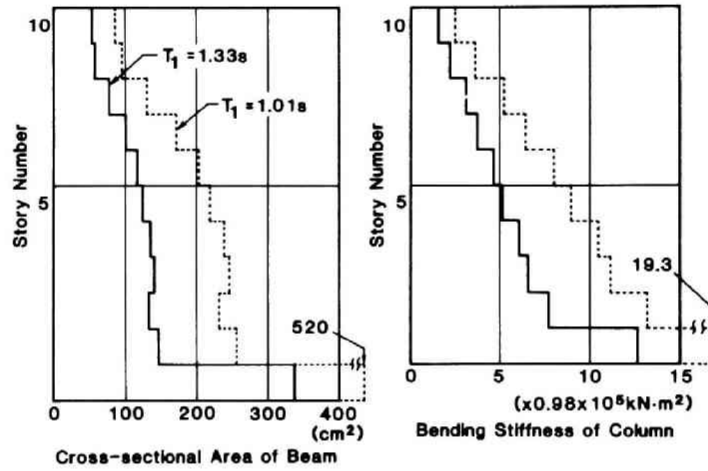 10
T1 = 1.33s
T1 = 1.01s
Story Number
5
520
0 100 200 300 400
(cm²)
Cross-sectional Area of Beam
10
Story Number
5
19.3
0 5 10 15
(x0.98x10⁵kN·m²)
Bending Stiffness of Column